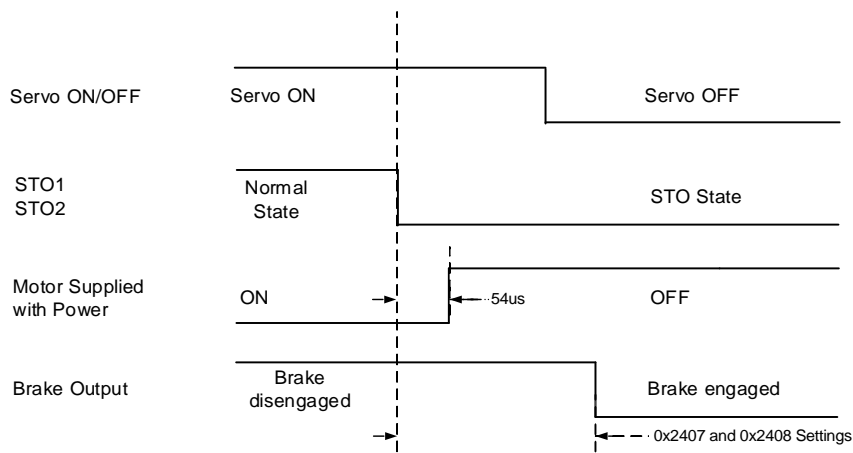 Servo ON/OFF
Servo ON
Servo OFF
STO1
STO2
Normal
State
STO State
Motor Supplied
with Power
ON
54us
OFF
Brake Output
Brake
disengaged
Brake engaged
0x2407 and 0x2408 Settings